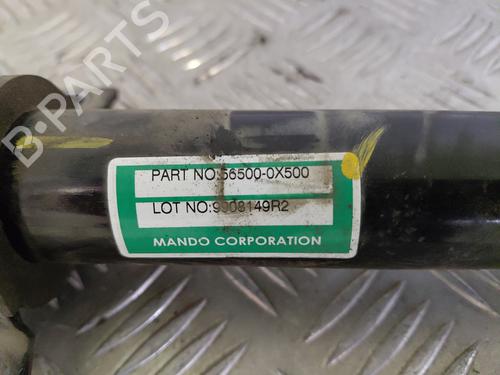 B-PARTS
PART NO:56500-0X500
LOT NO:9008149R2
MANDO CORPORATION